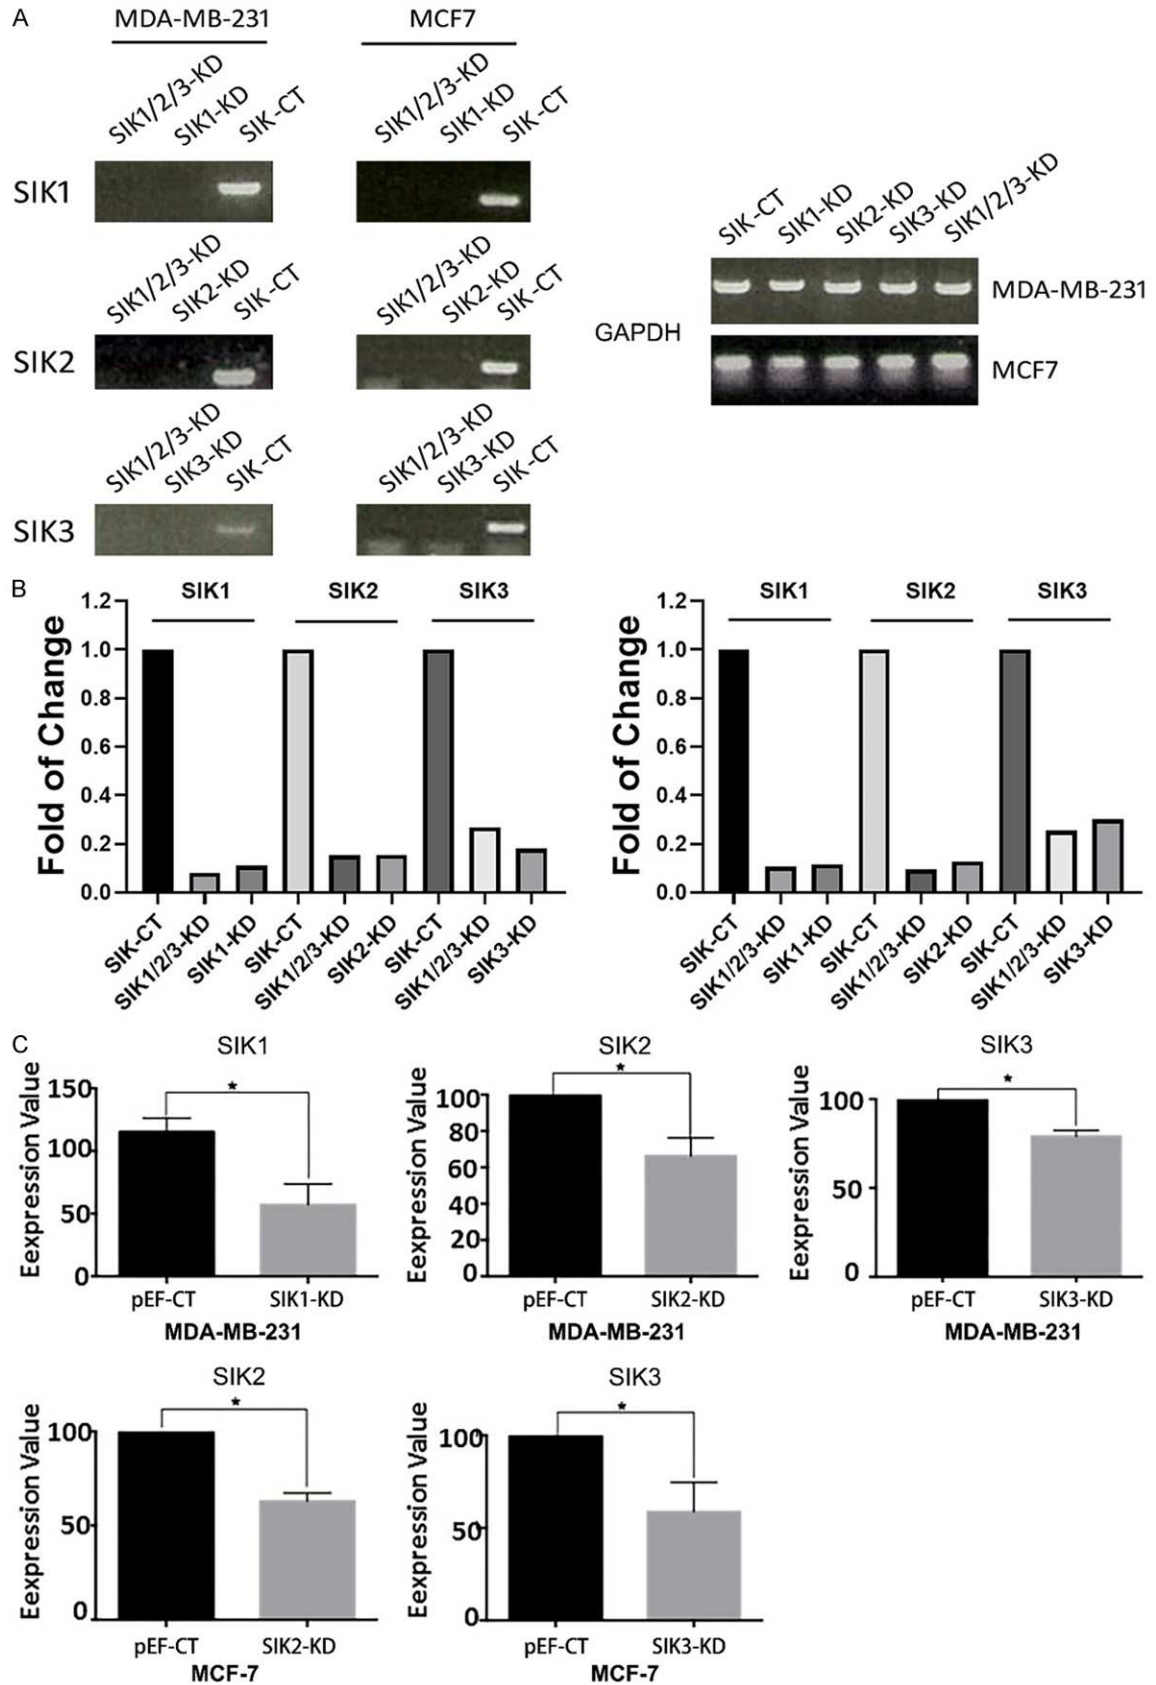 A
MDA-MB-231
MCF7
SIK1/2/3-KD
SIK1-KD
SIK-CT
SIK1/2/3-KD
SIK1-KD
SIK-CT
SIK1
SIK1/2/3-KD
SIK2-KD
SIK-CT
SIK1/2/3-KD
SIK2-KD
SIK-CT
SIK2
SIK1/2/3-KD
SIK3-KD
SIK-CT
SIK1/2/3-KD
SIK3-KD
SIK-CT
SIK3
SIK-CT
SIK1-KD
SIK2-KD
SIK3-KD
SIK1/2/3-KD
GAPDH
MDA-MB-231
MCF7
B
SIK1
SIK2
SIK3
Fold of Change
1.2
1.0
0.8
0.6
0.4
0.2
0.0
SIK-CT
SIK1/2/3-KD
SIK1-KD
SIK-CT
SIK1/2/3-KD
SIK2-KD
SIK-CT
SIK1/2/3-KD
SIK3-KD
SIK1
SIK2
SIK3
Fold of Change
1.2
1.0
0.8
0.6
0.4
0.2
0.0
SIK-CT
SIK1/2/3-KD
SIK1-KD
SIK-CT
SIK1/2/3-KD
SIK2-KD
SIK-CT
SIK1/2/3-KD
SIK3-KD
C
SIK1
Eexpression Value
150
100
50
0
*
pEF-CT
SIK1-KD
MDA-MB-231
SIK2
Eexpression Value
100
80
60
40
20
0
*
pEF-CT
SIK2-KD
MDA-MB-231
SIK3
Eexpression Value
100
50
0
*
pEF-CT
SIK3-KD
MDA-MB-231
SIK2
Eexpression Value
100
50
0
*
pEF-CT
SIK2-KD
MCF-7
SIK3
Eexpression Value
100
50
0
*
pEF-CT
SIK3-KD
MCF-7